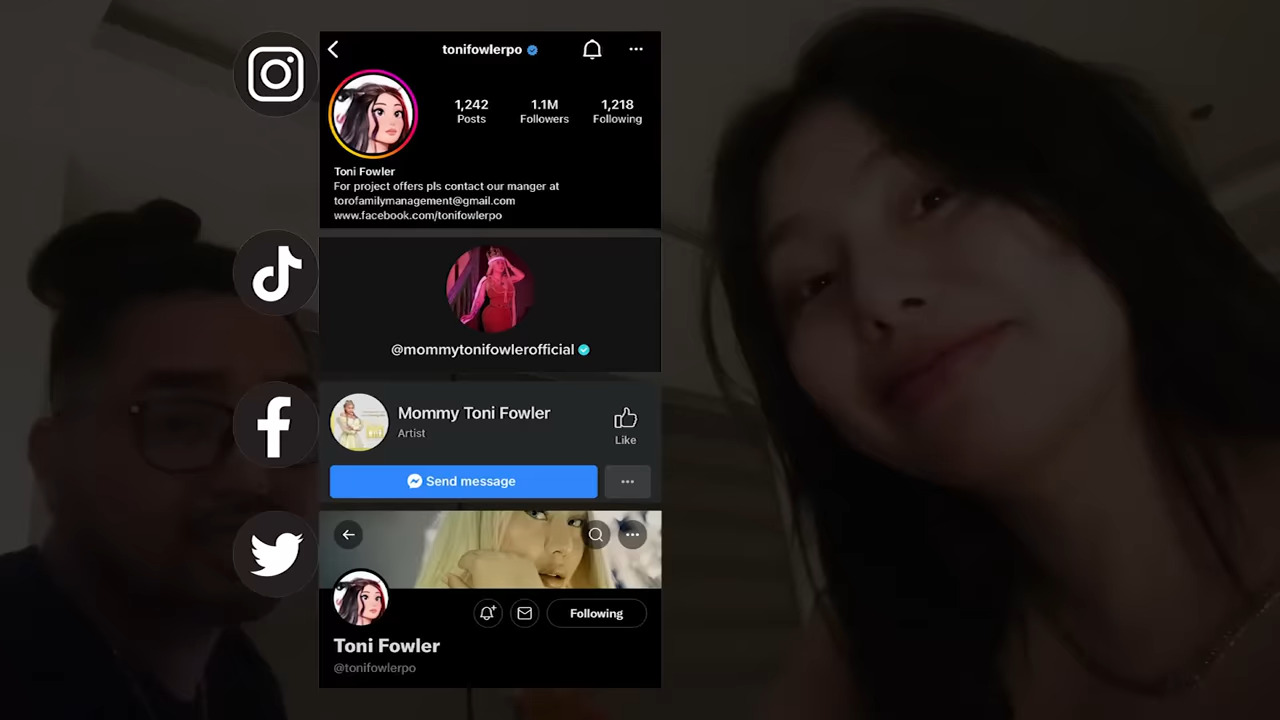 tonifowlerpo
1,242 1.1M 1,218
Posts Followers Following
Toni Fowler
For project offers pls contact our manger at
torofamilymanagement@gmail.com
www.facebook.com/tonifowlerpo
@mommytonifowlerofficial
Mommy Toni Fowler
Artist
Like
Send message
Following
Toni Fowler
@tonifowlerpo